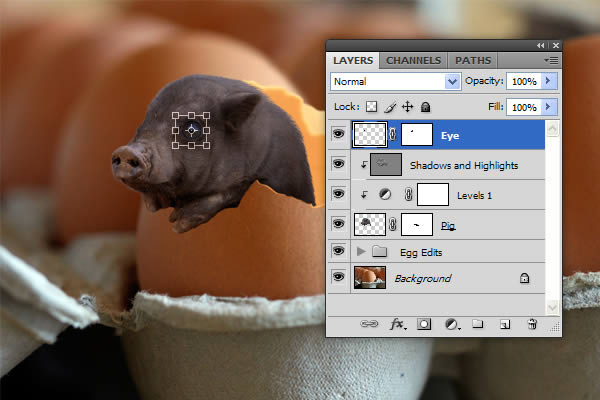 LAYERS CHANNELS PATHS
Normal Opacity: 100%
Lock: Fill: 100%
Eye
Shadows and Highlights
Levels 1
Pig
Egg Edits
Background
fx